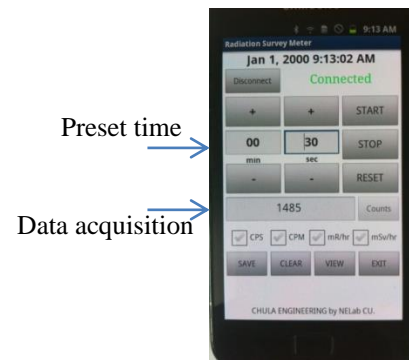 9:13 AM
Radiation Survey Meter
Jan 1, 2000 9:13:02 AM
Disconnect Connected
+ + START
Preset time
00 30 STOP
min sec
- - RESET
Data acquisition
1485 Counts
CPS CPM mR/hr mSv/hr
SAVE CLEAR VIEW EXIT
CHULA ENGINEERING by NELab CU.